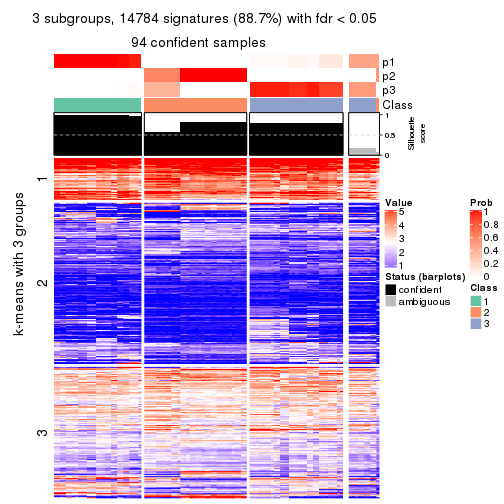 3 subgroups, 14784 signatures (88.7%) with fdr < 0.05
94 confident samples
p1
p2
p3
Class
1
0.5
0
Silhouette
score
k-means with 3 groups
1
2
3
Value
5
4
3
2
1
Status (barplots)
confident
ambiguous
Prob
1
0.8
0.6
0.4
0.2
0
Class
1
2
3